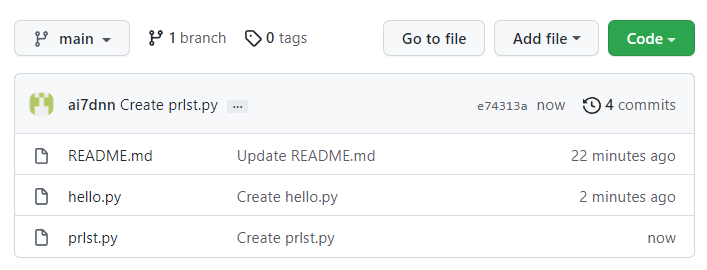 main 1 branch 0 tags Go to file Add file Code
ai7dnn Create prlst.py ... e74313a now 4 commits
README.md Update README.md 22 minutes ago
hello.py Create hello.py 2 minutes ago
prlst.py Create prlst.py now